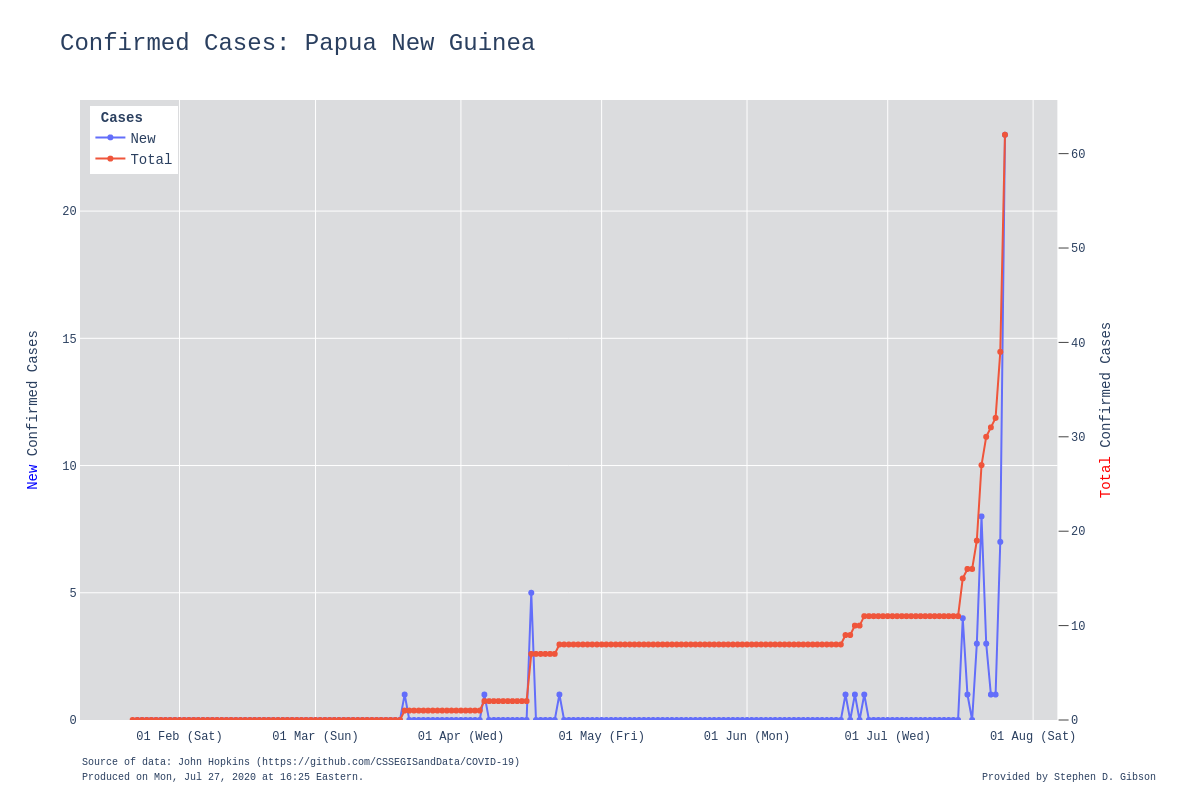 Confirmed Cases: Papua New Guinea
Cases
New
Total
20
15
10
5
0
New Confirmed Cases
60
50
40
30
20
10
0
Total Confirmed Cases
01 Feb (Sat) 01 Mar (Sun) 01 Apr (Wed) 01 May (Fri) 01 Jun (Mon) 01 Jul (Wed) 01 Aug (Sat)
Source of data: John Hopkins (https://github.com/CSSEGISandData/COVID-19)
Produced on Mon, Jul 27, 2020 at 16:25 Eastern.
Provided by Stephen D. Gibson